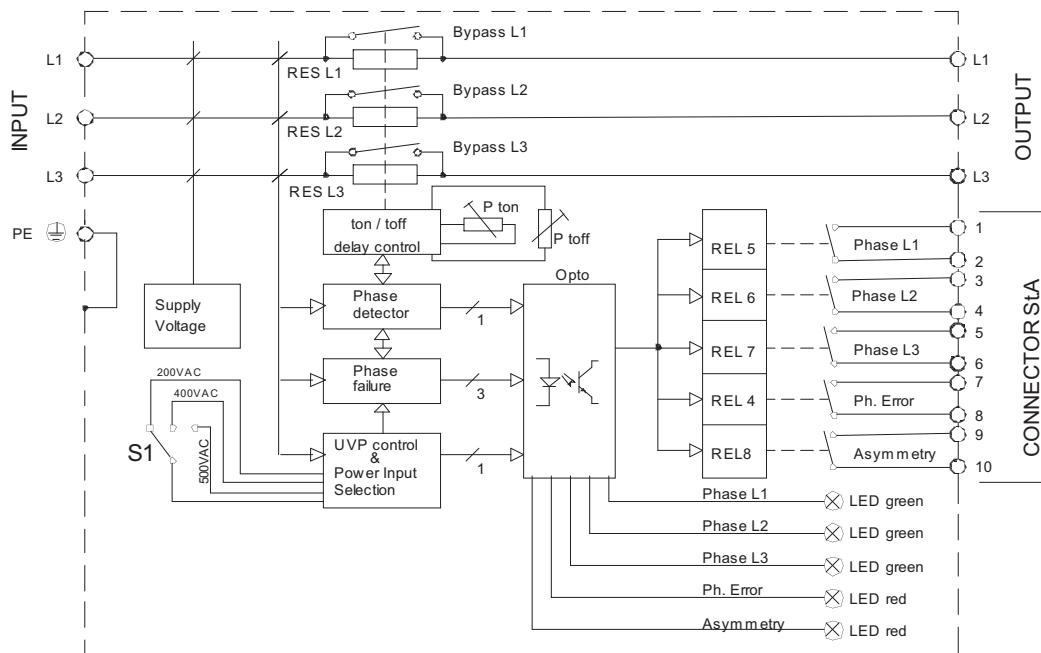 Bypass L1
L1
RES L1
L1
INPUT
Bypass L2
L2
RES L2
L2
OUTPUT
Bypass L3
L3
RES L3
L3
PE
ton / toff
delay control
P ton
P toff
Supply
Voltage
Phase
detector
1
Opto
Phase
failure
3
200VAC
400VAC
500VAC
S1
UVP control
&
Power Input
Selection
1
REL 5
Phase L1
1
2
REL 6
Phase L2
3
4
REL 7
Phase L3
5
6
REL 4
Ph. Error
7
8
REL8
Asymmetry
9
10
CONNECTOR StA
Phase L1
LED green
Phase L2
LED green
Phase L3
LED green
Ph. Error
LED red
Asymmetry
LED red